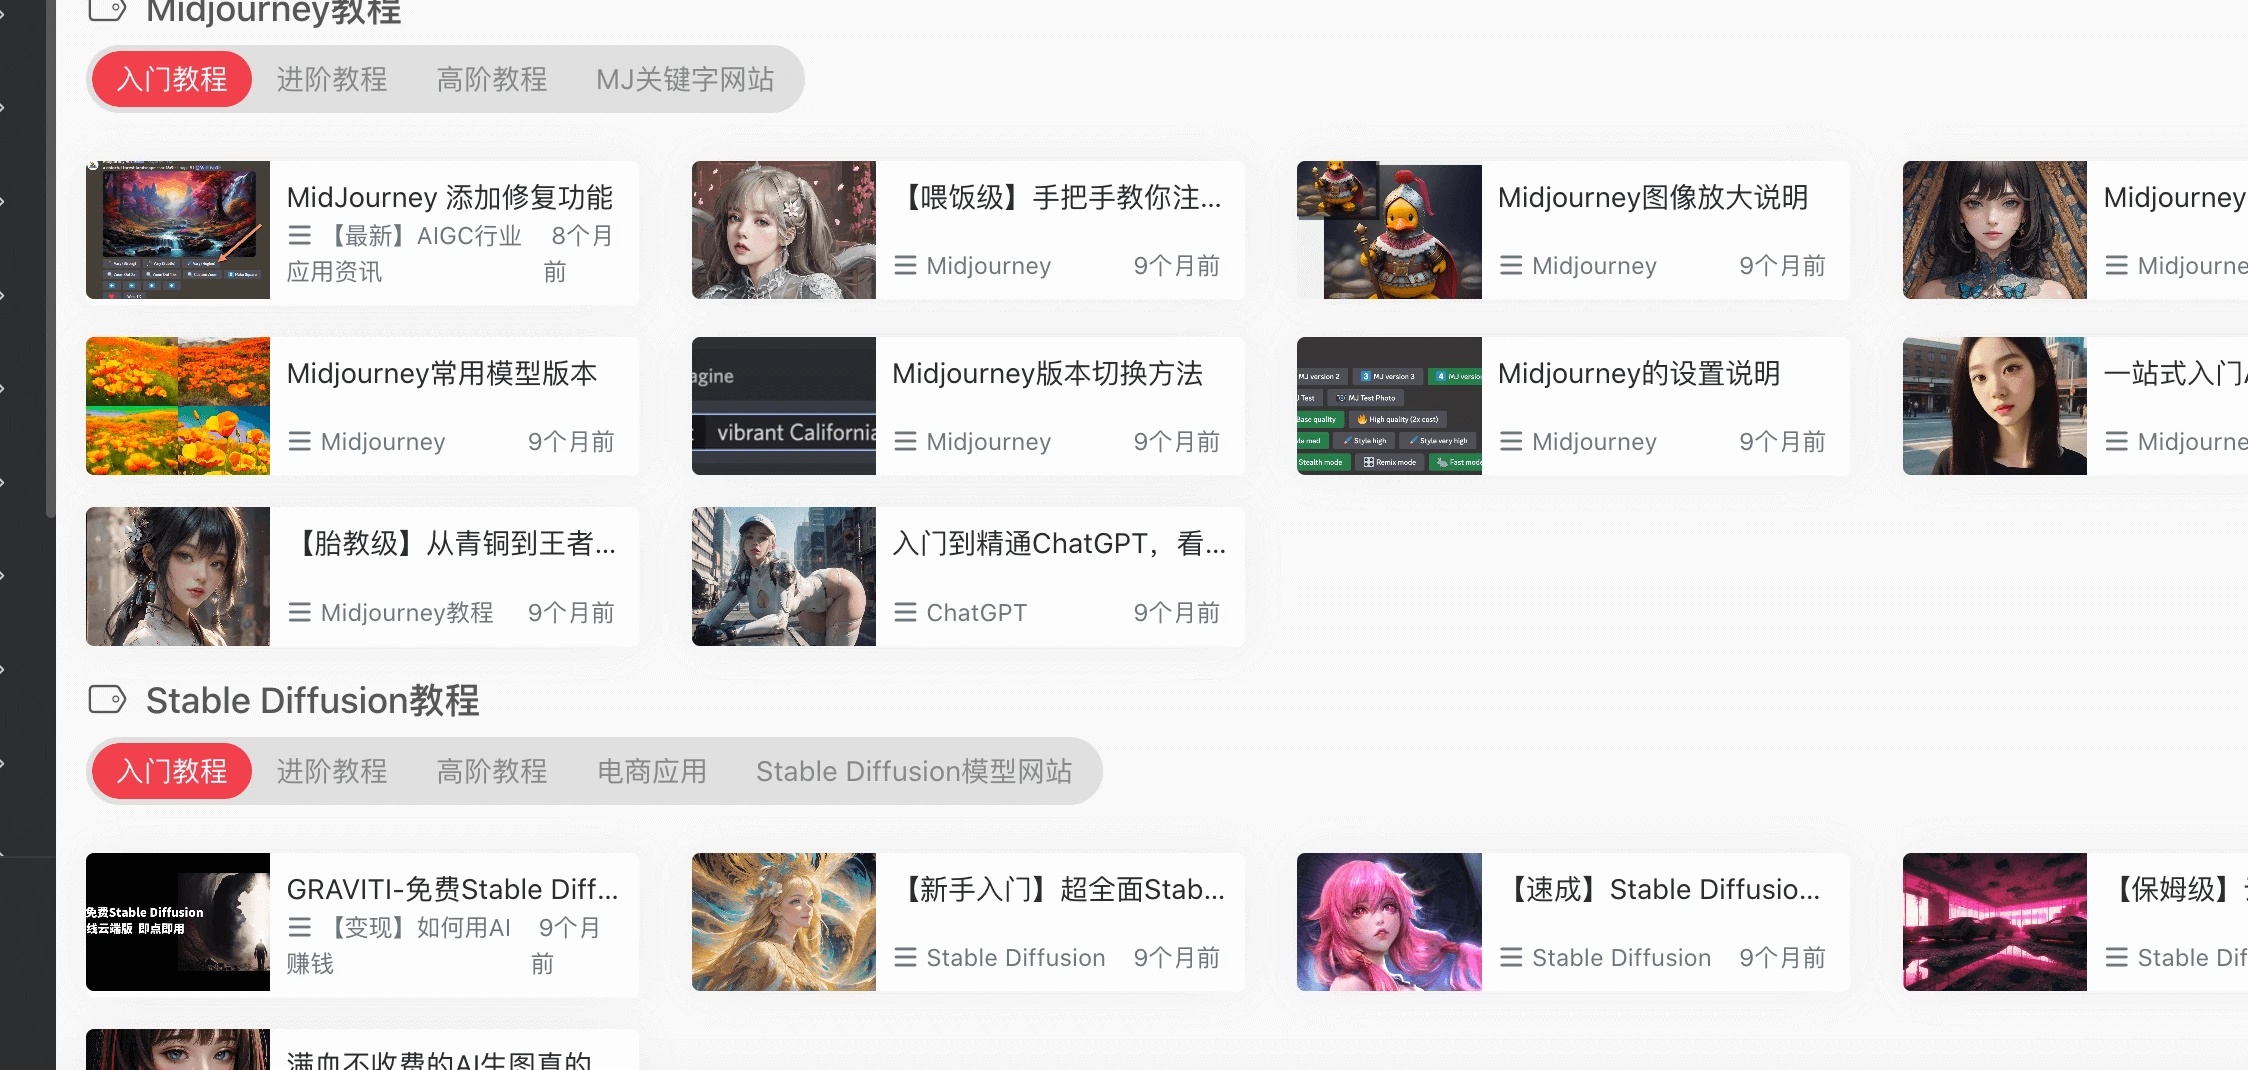 Midjourney教程
入门教程 进阶教程 高阶教程 MJ关键字网站
MidJourney 添加修复功能
【最新】AIGC行业应用资讯
8个月前
【喂饭级】手把手教你注...
Midjourney 9个月前
Midjourney图像放大说明
Midjourney 9个月前
Midjourney
Midjourne
Midjourney常用模型版本
Midjourney 9个月前
agine
vibrant California
Midjourney版本切换方法
Midjourney 9个月前
MJ version 2 3 MJ version 3 4 MJ versio
Test MJ Test Photo
Base quality High quality (2x cost)
le med Style high Style very high
Stealth mode Remix mode Fast mode
Midjourney的设置说明
Midjourney 9个月前
一站式入门
Midjourne
【胎教级】从青铜到王者...
Midjourney教程 9个月前
入门到精通ChatGPT，看...
ChatGPT 9个月前
Stable Diffusion教程
入门教程 进阶教程 高阶教程 电商应用 Stable Diffusion模型网站
免费Stable Diffusion
线云端版 即点即用
GRAVITI-免费Stable Diff...
【变现】如何用AI赚钱
9个月前
【新手入门】超全面Stab...
Stable Diffusion 9个月前
【速成】Stable Diffusio...
Stable Diffusion 9个月前
【保姆级】
Stable Dif
满血不收费的AI生图真的